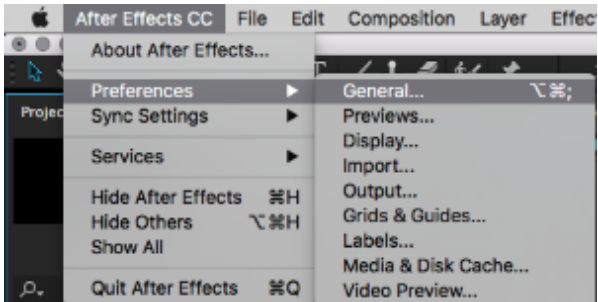 After Effects CC File Edit Composition Layer Effec
About After Effects...
Preferences ▶ General... ⌥⌘;
Projec
Sync Settings ▶ Previews...
Display...
Services ▶ Import...
Hide After Effects ⌘H Output...
Hide Others ⌥⌘H Grids & Guides...
Show All Labels...
Media & Disk Cache...
Quit After Effects ⌘Q Video Preview...